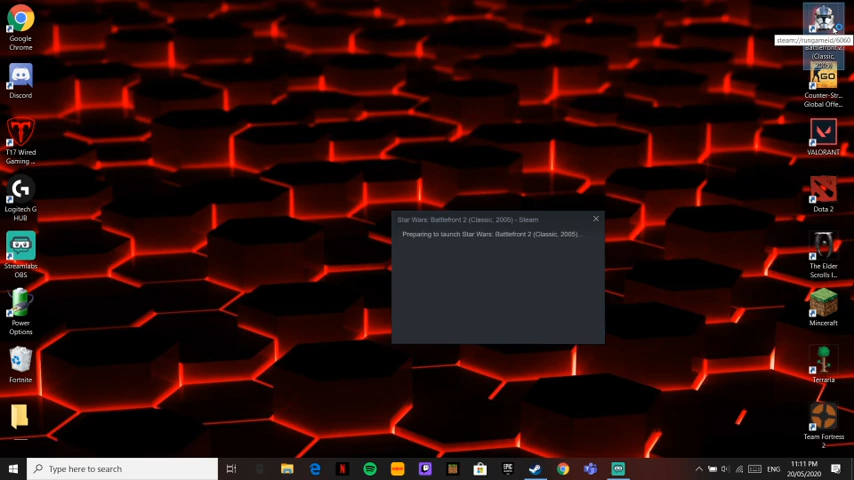 Google
Chrome
Discord
T17 Wired
Gaming ...
Logitech G
HUB
Streamlabs
OBS
Power
Options
Fortnite
steam://rungameid/6060
Battlefront 2
(Classic,
2005)
Counter-Str...
Global Offe...
VALORANT
Dota 2
The Elder
Scrolls I...
Minceraft
Terraria
Team Fortress
2
Star Wars: Battlefront 2 (Classic, 2005) - Steam
Preparing to launch Star Wars: Battlefront 2 (Classic, 2005)...
Type here to search
ENG
11:11 PM
20/05/2020